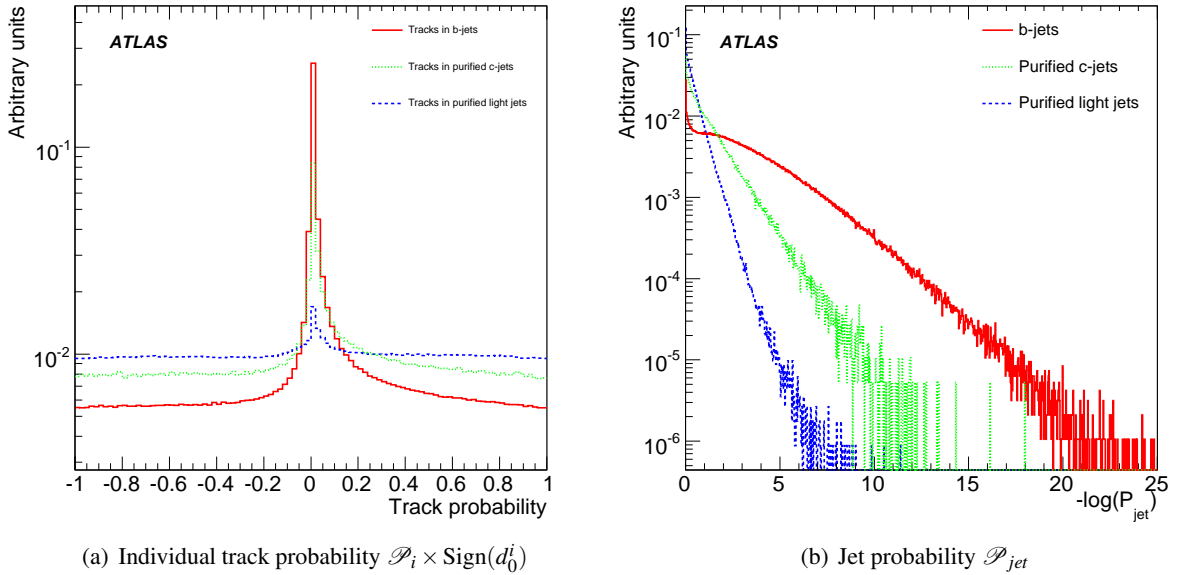 Arbitrary units
ATLAS
Tracks in b-jets
Tracks in purified c-jets
Tracks in purified light jets
10^{-1}
10^{-2}
-1 -0.8 -0.6 -0.4 -0.2 0 0.2 0.4 0.6 0.8 1
Track probability
(a) Individual track probability 𝒫_i × Sign(d_0^i)
Arbitrary units
ATLAS
b-jets
Purified c-jets
Purified light jets
10^{-1}
10^{-2}
10^{-3}
10^{-4}
10^{-5}
10^{-6}
0 5 10 15 20 25
-log(P_{jet})
(b) Jet probability 𝒫_{jet}